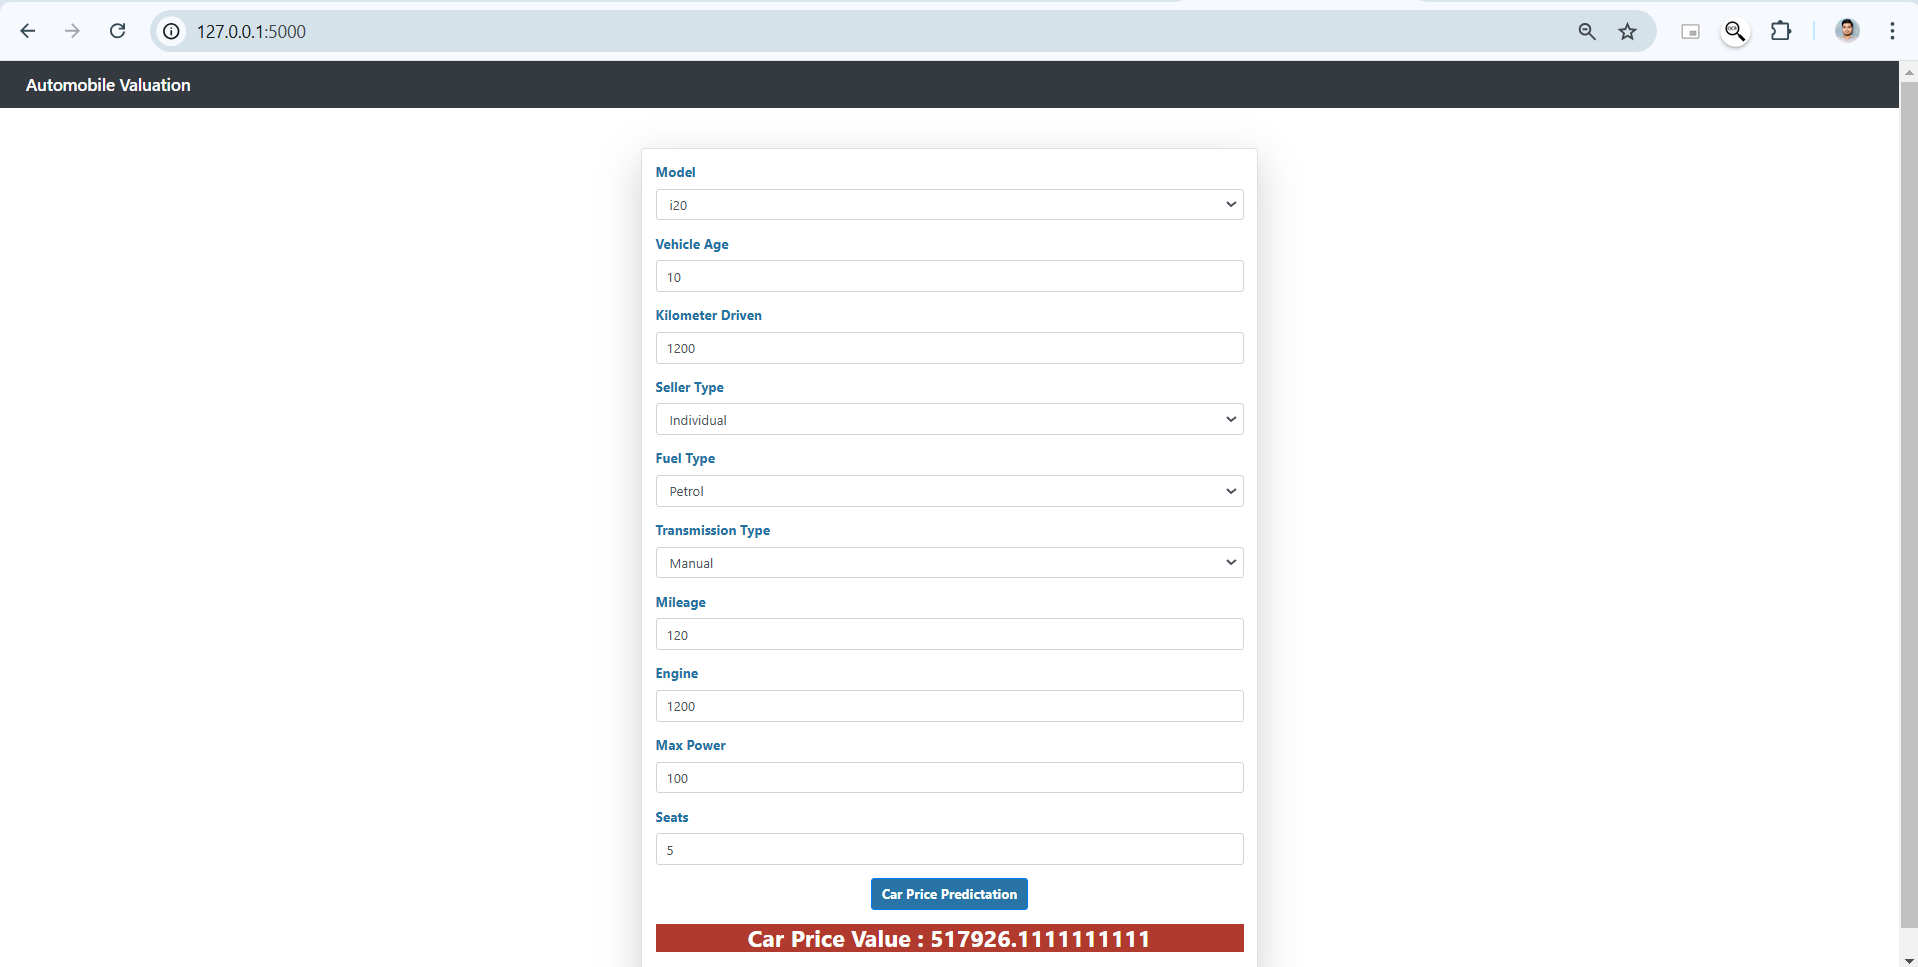 127.0.0.1:5000
Automobile Valuation
Model
i20
Vehicle Age
10
Kilometer Driven
1200
Seller Type
Individual
Fuel Type
Petrol
Transmission Type
Manual
Mileage
120
Engine
1200
Max Power
100
Seats
5
Car Price Predictation
Car Price Value : 517926.1111111111